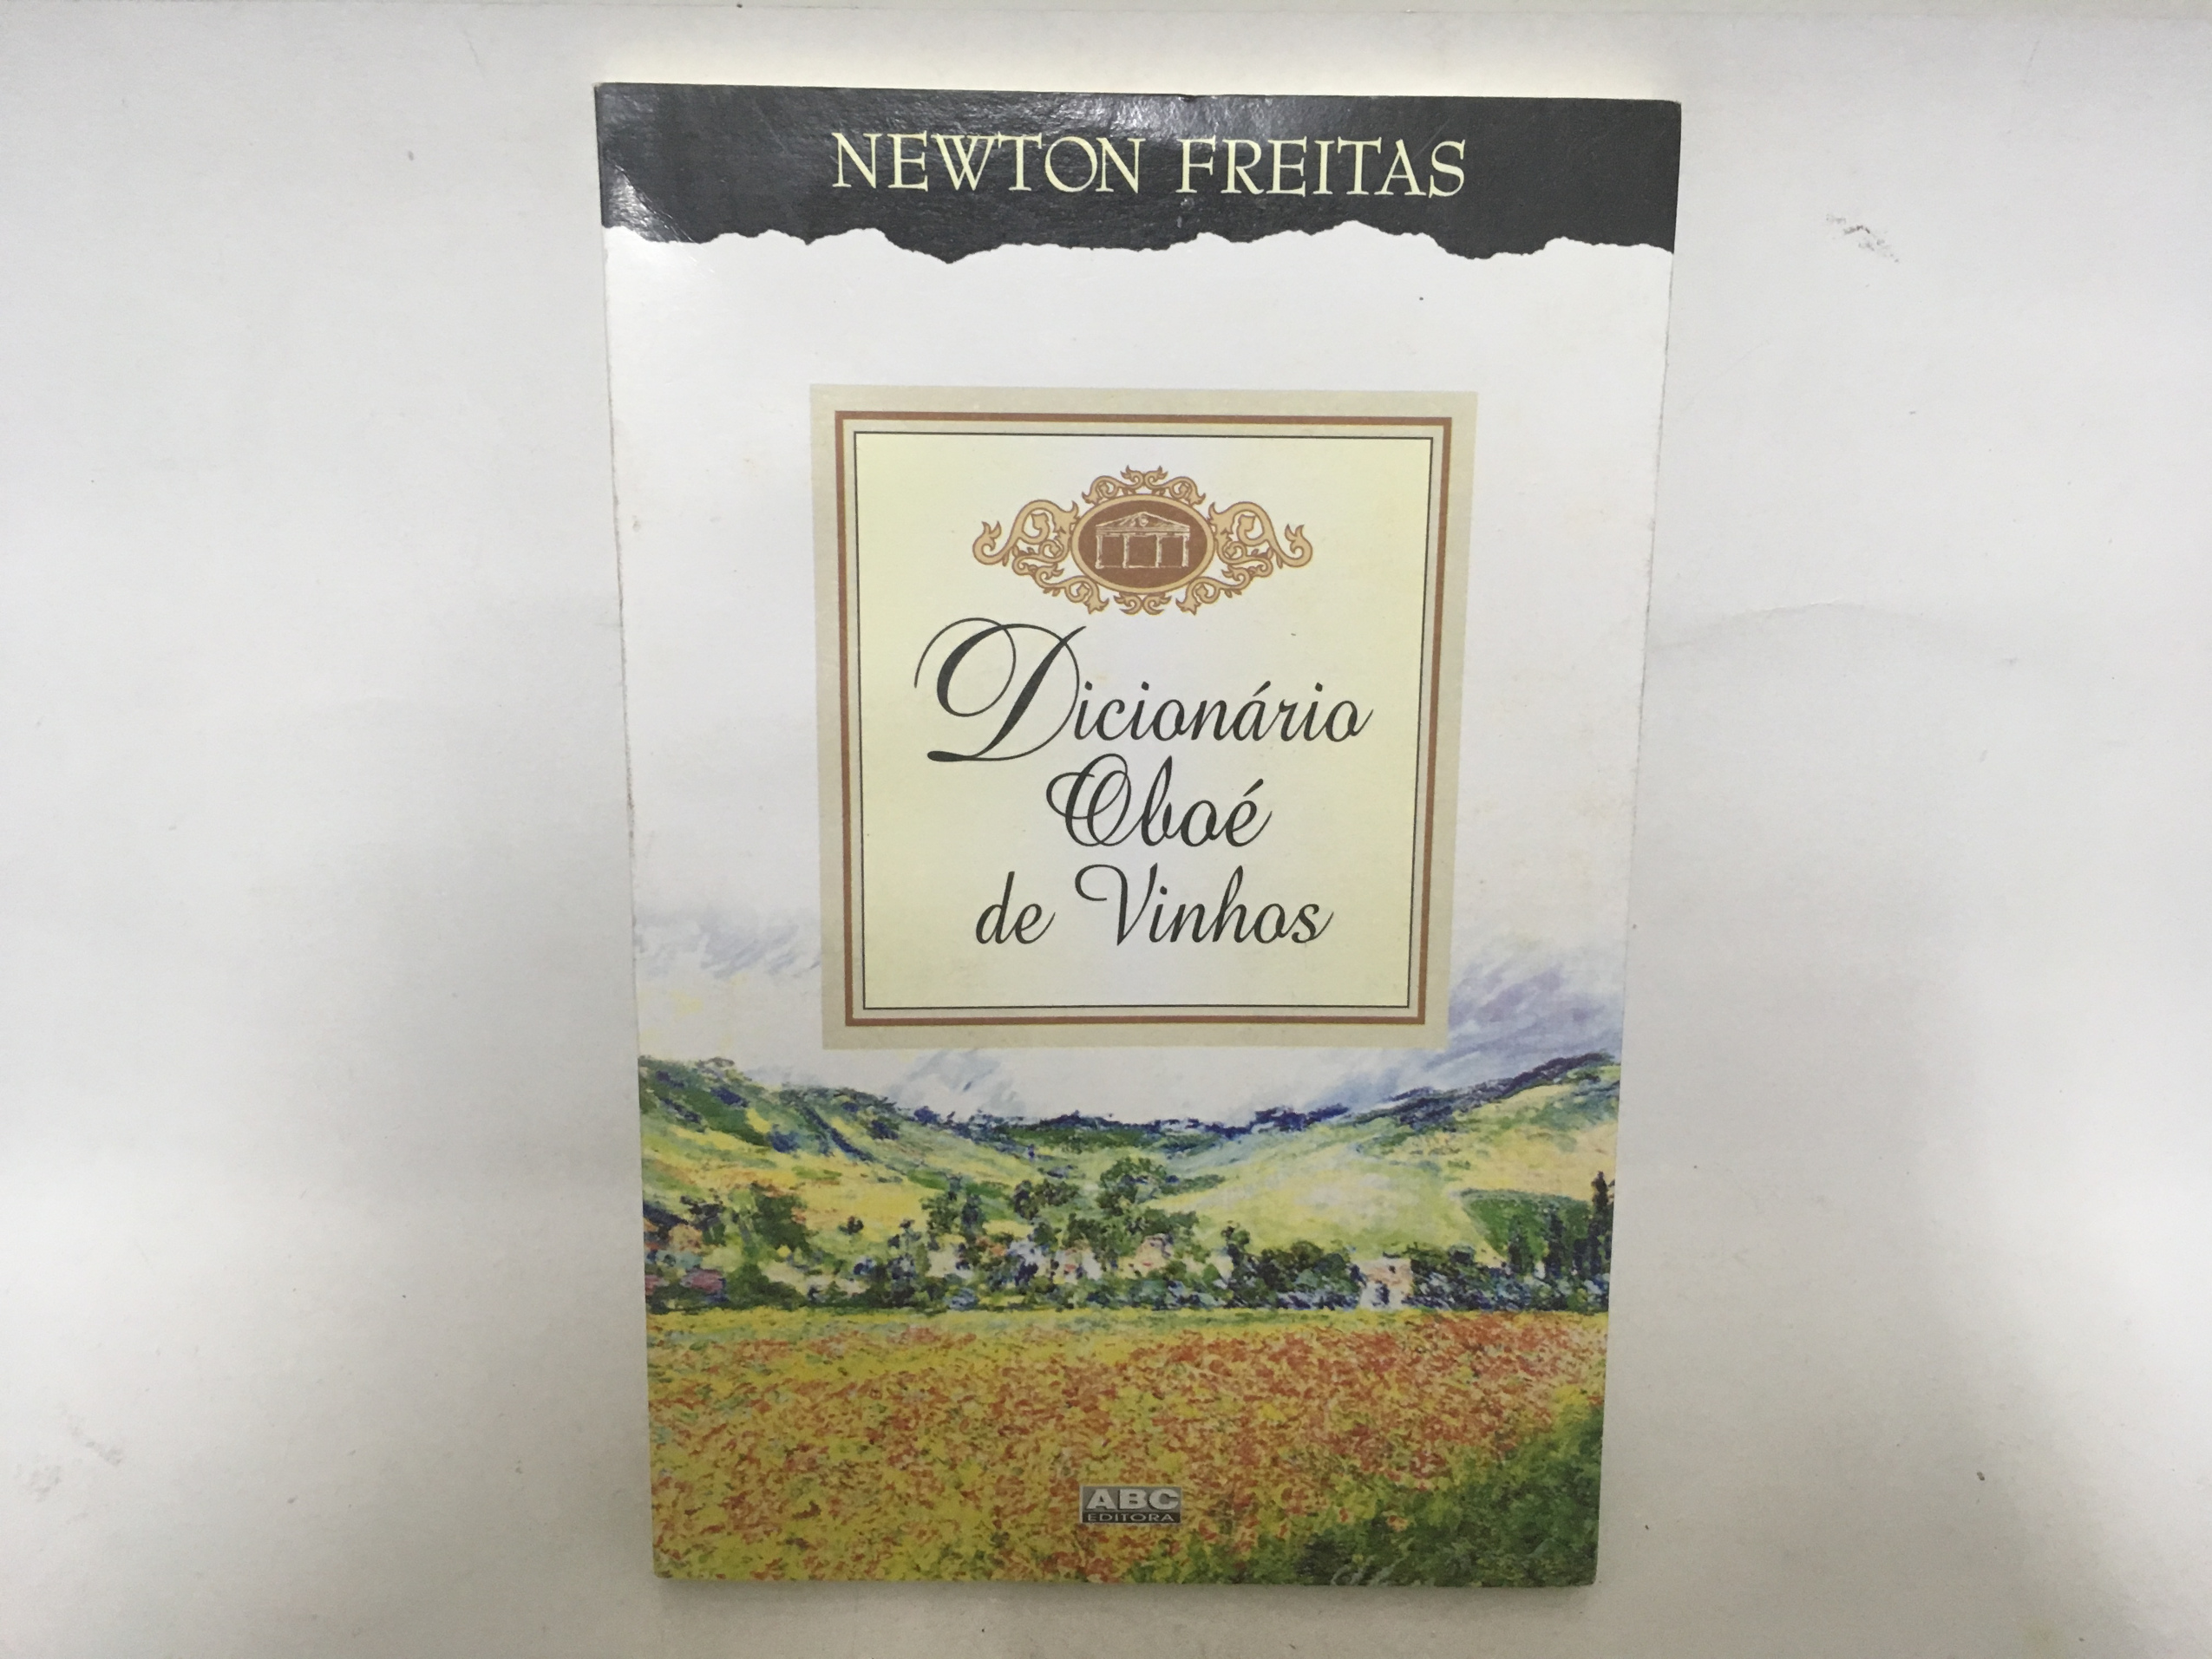 NEWTON FREITAS
Dicionário
Oboé
de Vinhos
ABC
EDITORA